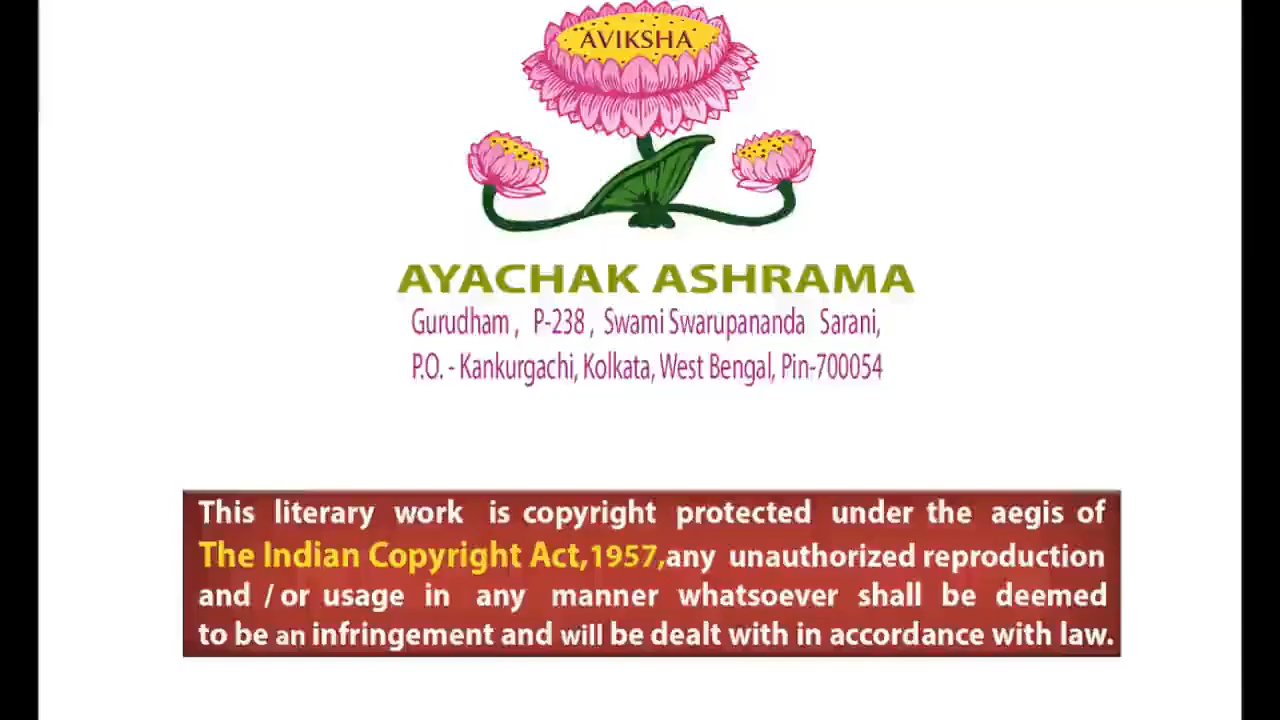 AVIKSHA
AYACHAK ASHRAMA
Gurudham , P-238 , Swami Swarupananda Sarani,
P.O. - Kankurgachi, Kolkata, West Bengal, Pin-700054
This literary work is copyright protected under the aegis of
The Indian Copyright Act,1957,any unauthorized reproduction
and / or usage in any manner whatsoever shall be deemed
to be an infringement and will be dealt with in accordance with law.